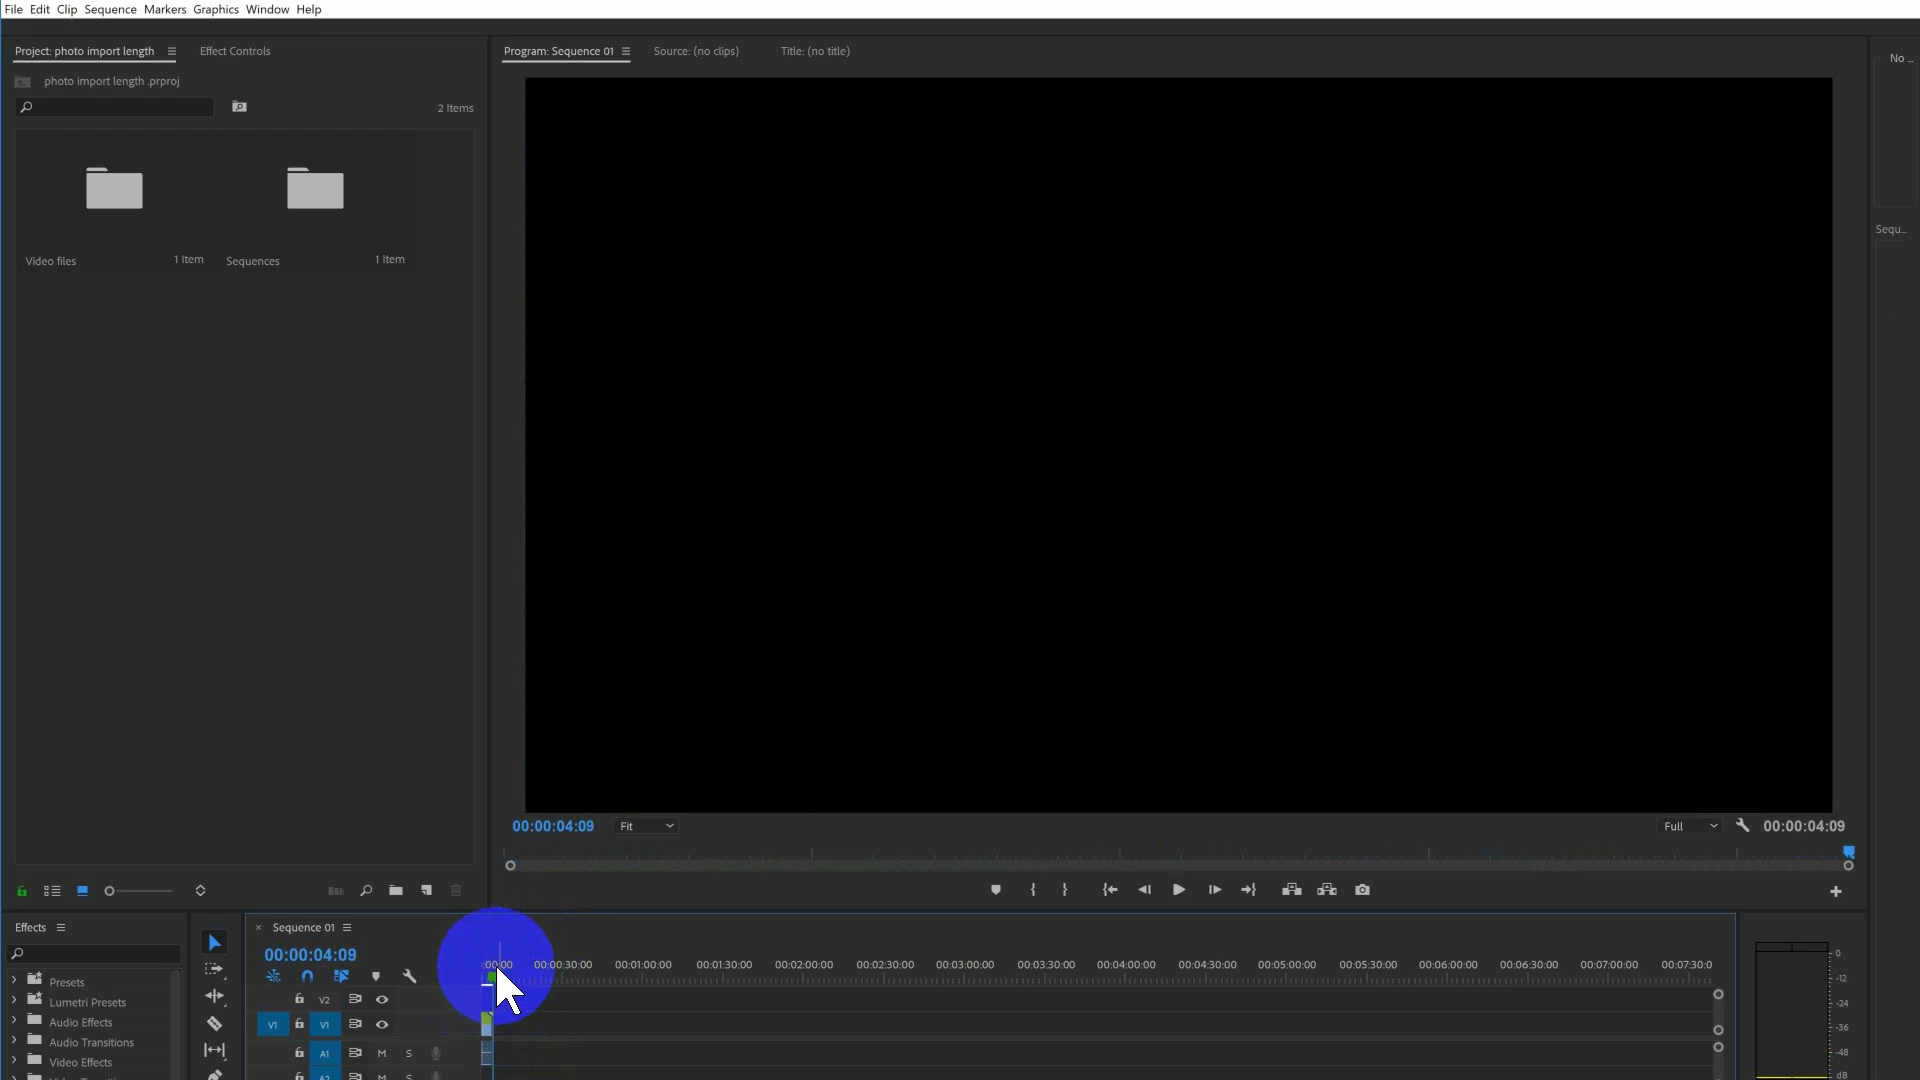 File Edit Clip Sequence Markers Graphics Window Help
Project: photo import length
Effect Controls
Program: Sequence 01
Source: (no clips)
Title: (no title)
No ...
photo import length .prproj
2 Items
Video files
1 Item
Sequences
1 Item
Sequ...
00:00:04:09
Fit
Full
00:00:04:09
Effects
Sequence 01
00:00:04:09
:00:00
00:00:30:00
00:01:00:00
00:01:30:00
00:02:00:00
00:02:30:00
00:03:00:00
00:03:30:00
00:04:00:00
00:04:30:00
00:05:00:00
00:05:30:00
00:06:00:00
00:06:30:00
00:07:00:00
00:07:30:0
Presets
Lumetri Presets
Audio Effects
Audio Transitions
Video Effects
V2
V1
V1
A1
M
S
A2
M
S
0
-12
-24
-36
-48
dB